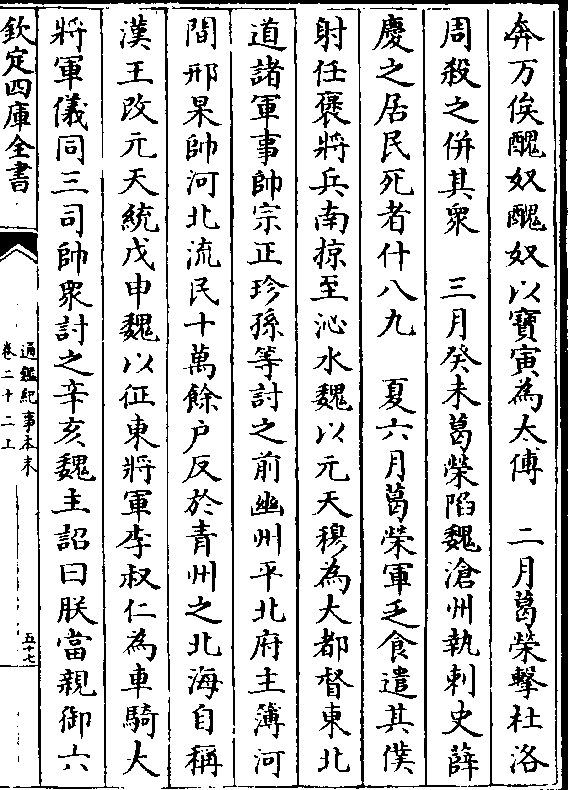 奔万俟醜奴醜奴以寶寅為太傅　二月葛榮擊杜洛
周殺之併其衆　三月癸未葛榮陷魏滄州執刺史薛
慶之居民死者什八九　夏六月葛榮軍乏食遣其僕
射任褒將兵南掠至沁水魏以元天穆為大都督東北
道諸軍事帥宗正珍孫等討之前幽州平北府主簿河
間邢杲帥河北流民十萬餘户反於青州之北海自稱
漢王改元天統戊申魏以征東將軍李叔仁為車騎大
將軍儀同三司帥衆討之辛亥魏主詔曰朕當親御六
欽定四庫全書
通鑑紀事本末
卷二十二上
五十七